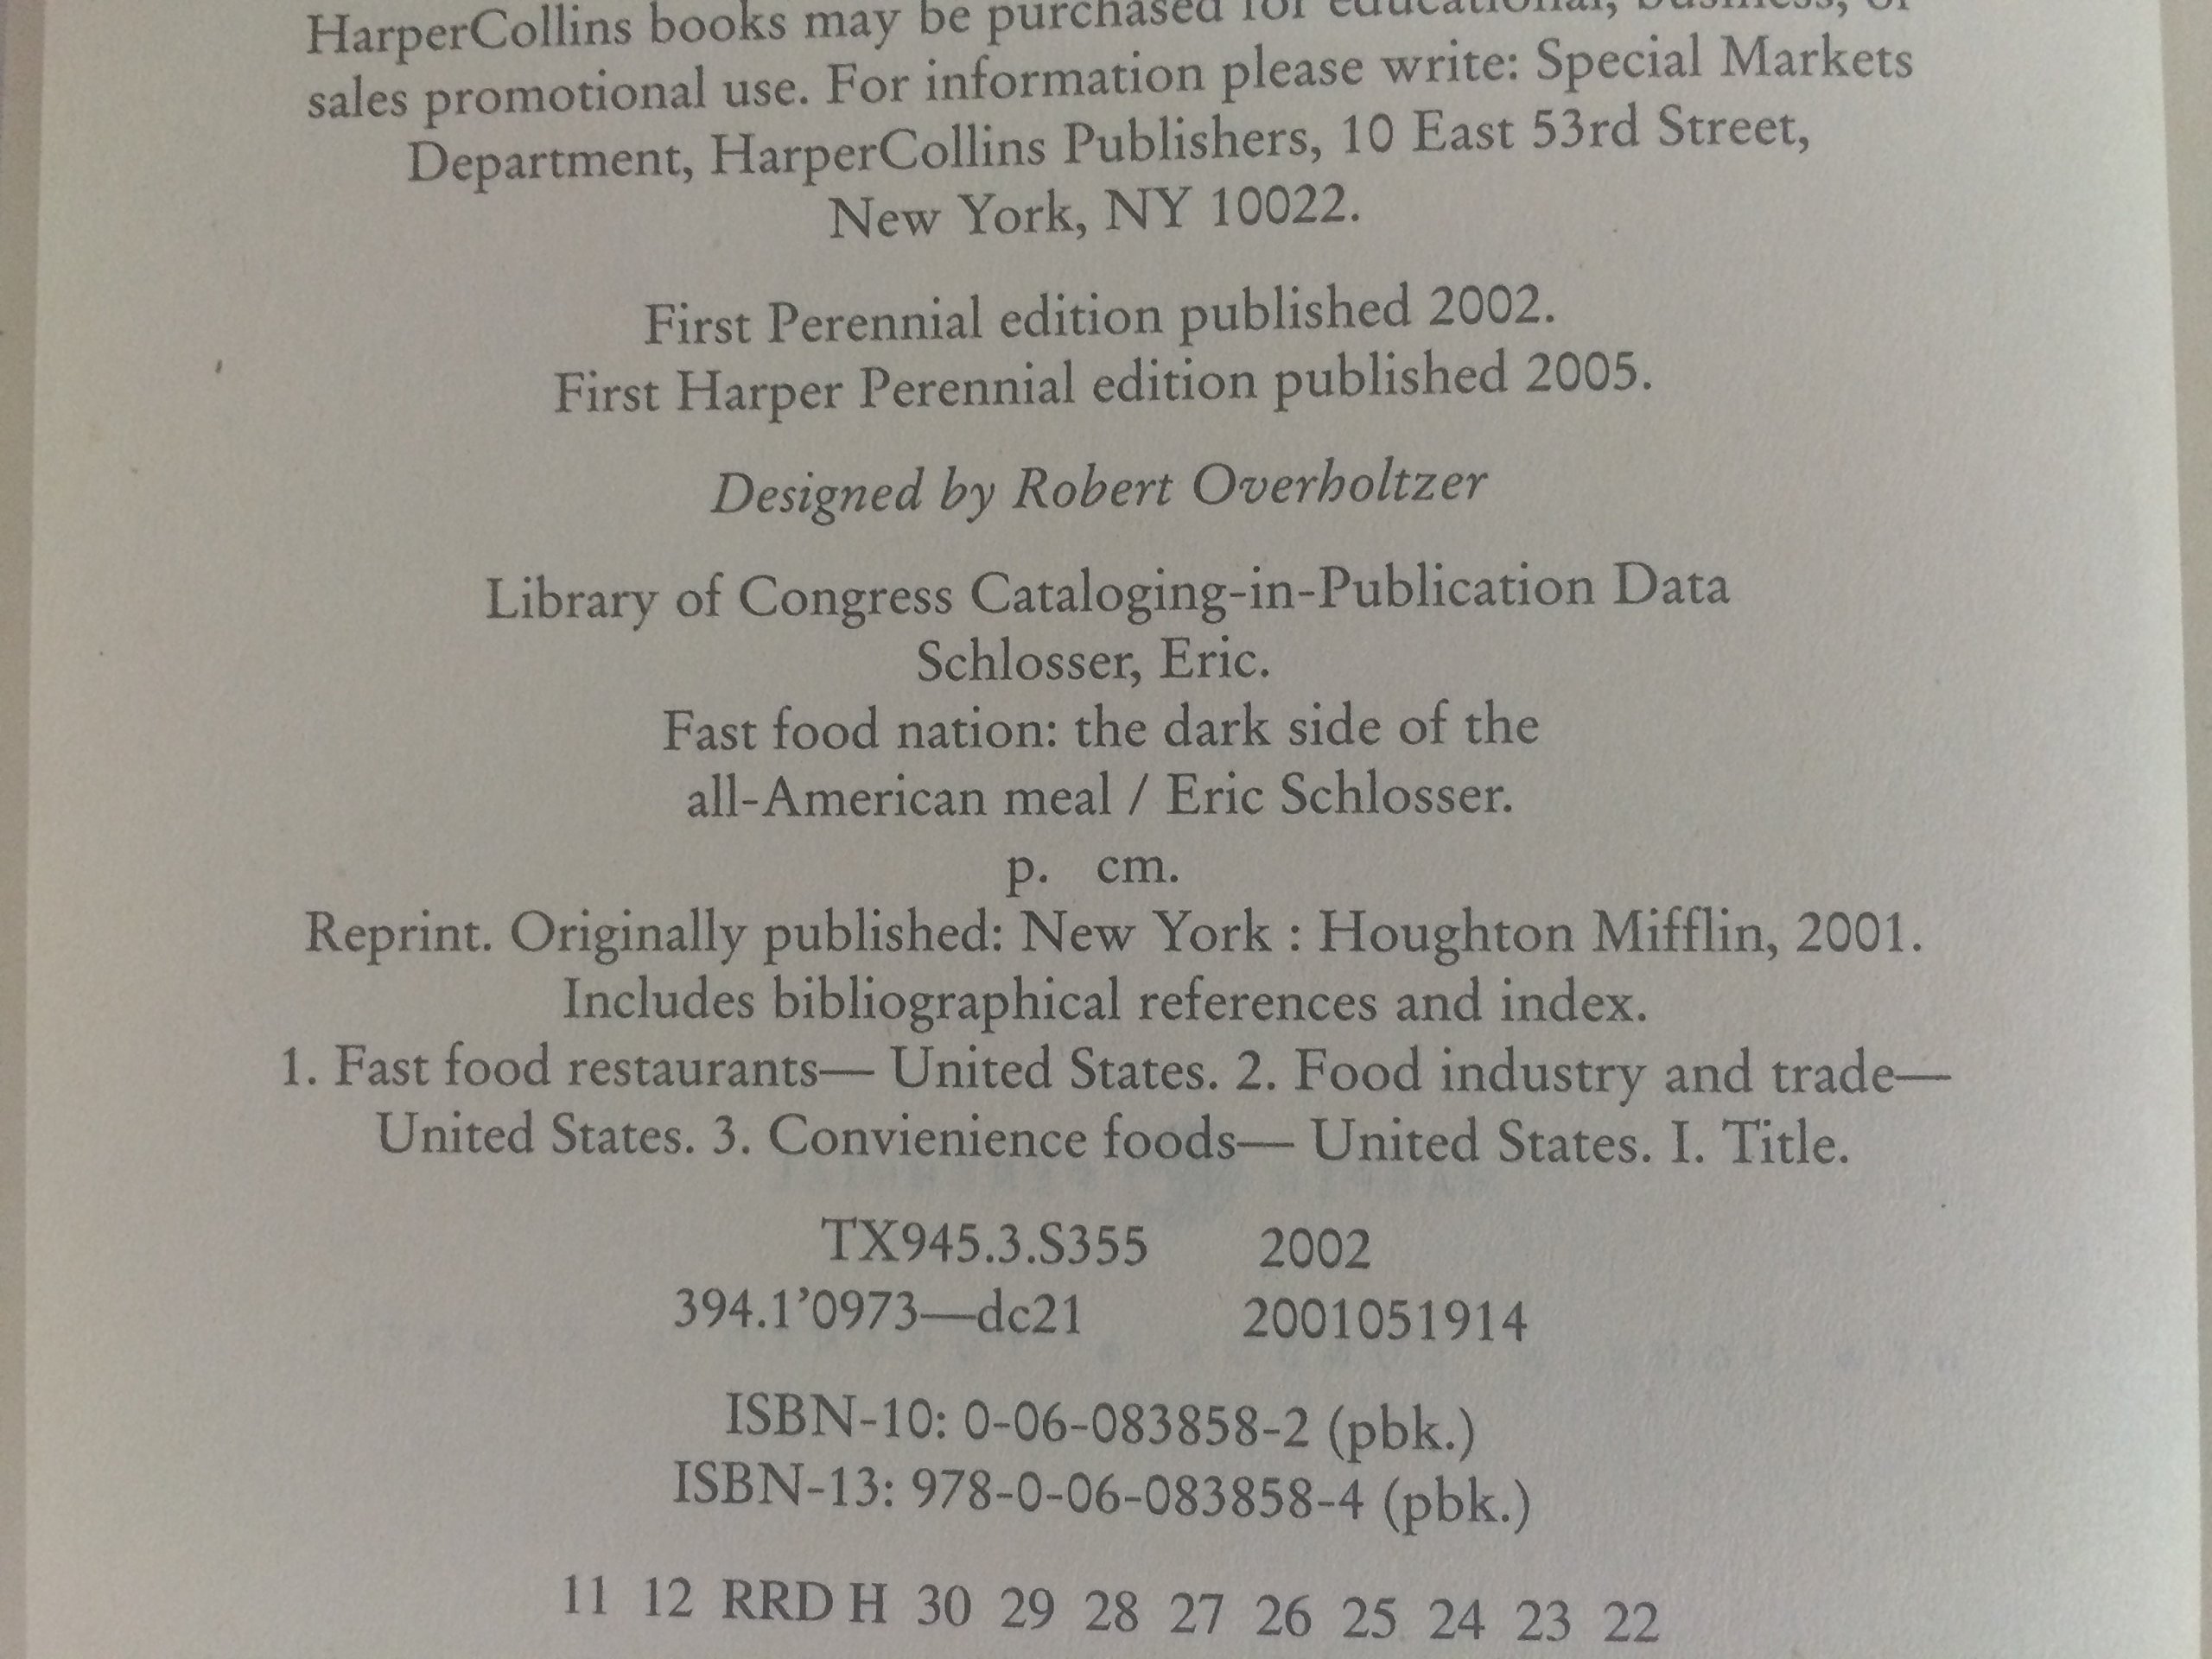 HarperCollins books may be purchased for educational, business, or
sales promotional use. For information please write: Special Markets
Department, HarperCollins Publishers, 10 East 53rd Street,
New York, NY 10022.
First Perennial edition published 2002.
First Harper Perennial edition published 2005.
Designed by Robert Overholtzer
Library of Congress Cataloging-in-Publication Data
Schlosser, Eric.
Fast food nation: the dark side of the
all-American meal / Eric Schlosser.
p. cm.
Reprint. Originally published: New York : Houghton Mifflin, 2001.
Includes bibliographical references and index.
1. Fast food restaurants— United States. 2. Food industry and trade—
United States. 3. Convienience foods— United States. I. Title.
TX945.3.S355 2002
394.1’0973—dc21 2001051914
ISBN-10: 0-06-083858-2 (pbk.)
ISBN-13: 978-0-06-083858-4 (pbk.)
11 12 RRD H 30 29 28 27 26 25 24 23 22